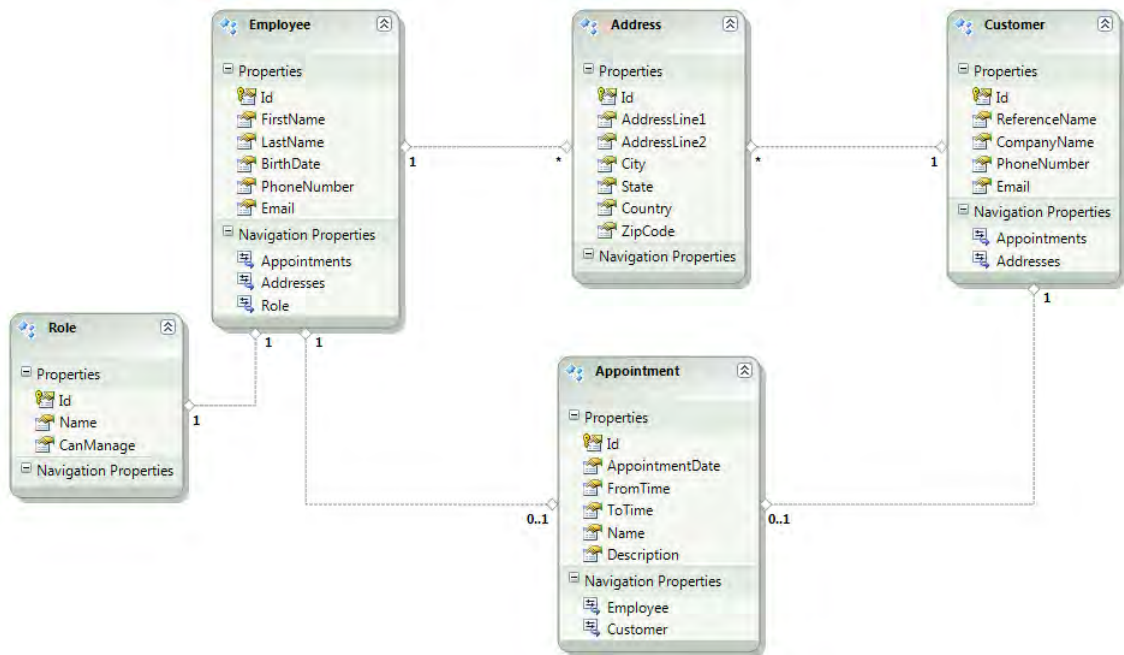 Employee
Properties
Id
FirstName
LastName
BirthDate
PhoneNumber
Email
Navigation Properties
Appointments
Addresses
Role
1
*
Address
Properties
Id
AddressLine1
AddressLine2
City
State
Country
ZipCode
Navigation Properties
*
1
Customer
Properties
Id
ReferenceName
CompanyName
PhoneNumber
Email
Navigation Properties
Appointments
Addresses
1
1
1
Role
Properties
Id
Name
CanManage
Navigation Properties
1
Appointment
Properties
Id
AppointmentDate
FromTime
ToTime
Name
Description
Navigation Properties
Employee
Customer
0..1
0..1